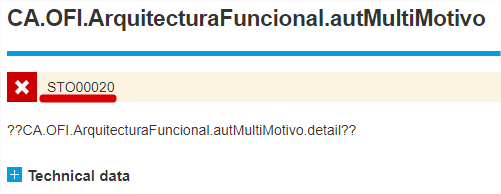 CA.OFI.ArquitecturaFuncional.autMultiMotivo
STO00020
??CA.OFI.ArquitecturaFuncional.autMultiMotivo.detail??
Technical data